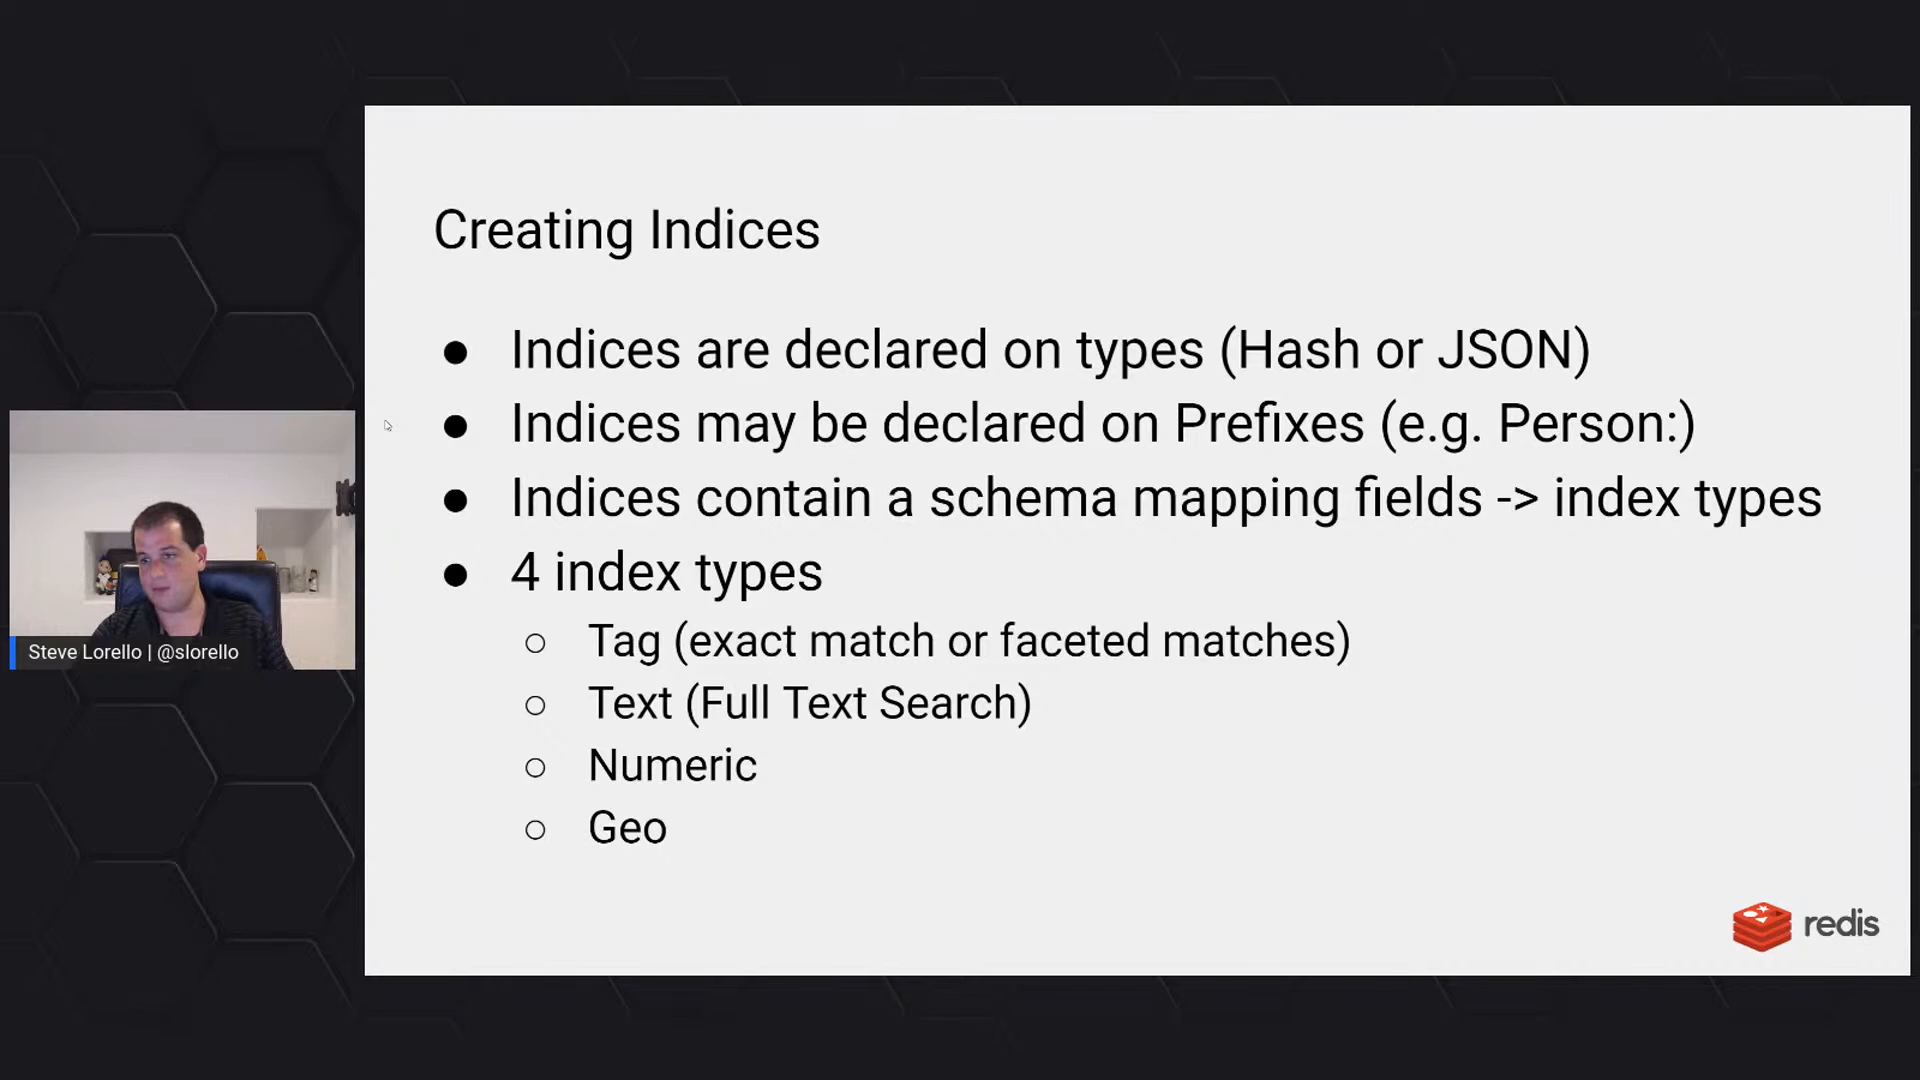 Creating Indices
● Indices are declared on types (Hash or JSON)
● Indices may be declared on Prefixes (e.g. Person:)
● Indices contain a schema mapping fields -> index types
● 4 index types
○ Tag (exact match or faceted matches)
○ Text (Full Text Search)
○ Numeric
○ Geo
Steve Lorello | @slorello
redis